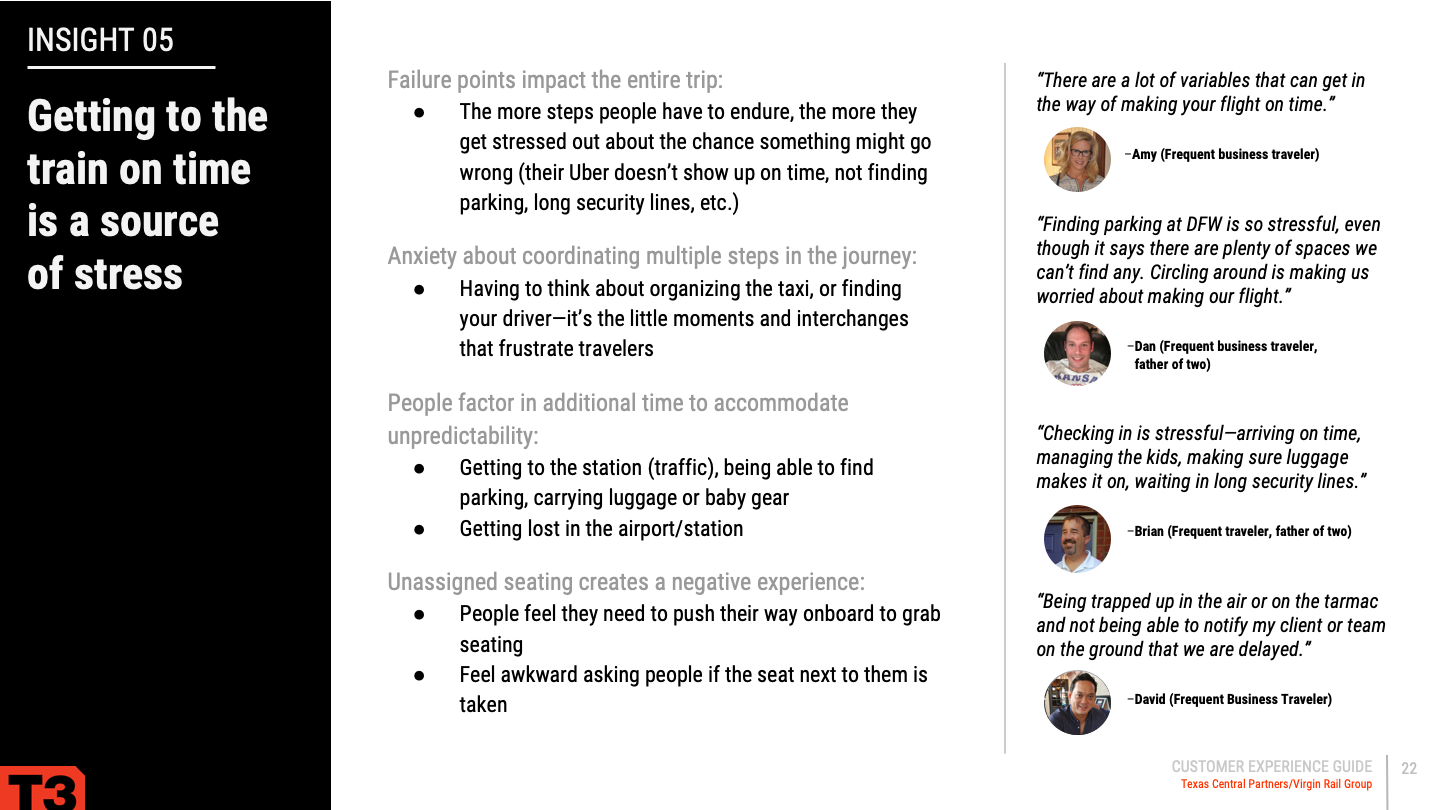 INSIGHT 05
Getting to the
train on time
is a source
of stress
T3
Failure points impact the entire trip:
● The more steps people have to endure, the more they
get stressed out about the chance something might go
wrong (their Uber doesn’t show up on time, not finding
parking, long security lines, etc.)
Anxiety about coordinating multiple steps in the journey:
● Having to think about organizing the taxi, or finding
your driver—it’s the little moments and interchanges
that frustrate travelers
People factor in additional time to accommodate
unpredictability:
● Getting to the station (traffic), being able to find
parking, carrying luggage or baby gear
● Getting lost in the airport/station
Unassigned seating creates a negative experience:
● People feel they need to push their way onboard to grab
seating
● Feel awkward asking people if the seat next to them is
taken
“There are a lot of variables that can get in
the way of making your flight on time.”
–Amy (Frequent business traveler)
“Finding parking at DFW is so stressful, even
though it says there are plenty of spaces we
can’t find any. Circling around is making us
worried about making our flight.”
KANSA
–Dan (Frequent business traveler,
father of two)
“Checking in is stressful—arriving on time,
managing the kids, making sure luggage
makes it on, waiting in long security lines.”
–Brian (Frequent traveler, father of two)
“Being trapped up in the air or on the tarmac
and not being able to notify my client or team
on the ground that we are delayed.“
–David (Frequent Business Traveler)
CUSTOMER EXPERIENCE GUIDE
Texas Central Partners/Virgin Rail Group
22